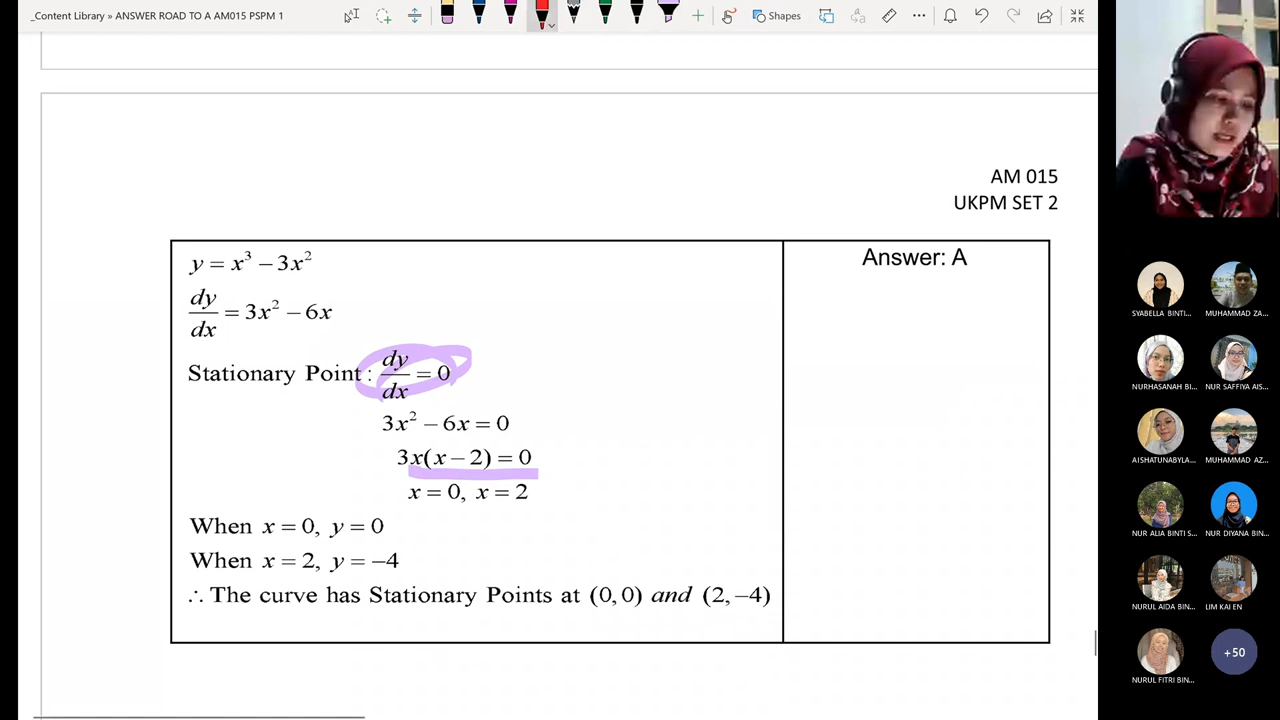 _Content Library » ANSWER ROAD TO A AM015 PSPM 1
Shapes
AM 015
UKPM SET 2
y = x³ – 3x²
dy/dx = 3x² – 6x
Stationary Point : dy/dx = 0
3x² – 6x = 0
3x(x – 2) = 0
x = 0, x = 2
When x = 0, y = 0
When x = 2, y = –4
∴ The curve has Stationary Points at (0, 0) and (2, –4)
Answer: A
SYABELLA BINTI...
MUHAMMAD ZA...
NURHASANAH BI...
NUR SAFFIYA AIS...
AISHATUNABYLA...
MUHAMMAD AZ...
NUR ALIA BINTI S...
NUR DIYANA BIN...
NURUL AIDA BIN...
LIM KAI EN
NURUL FITRI BIN...
+50